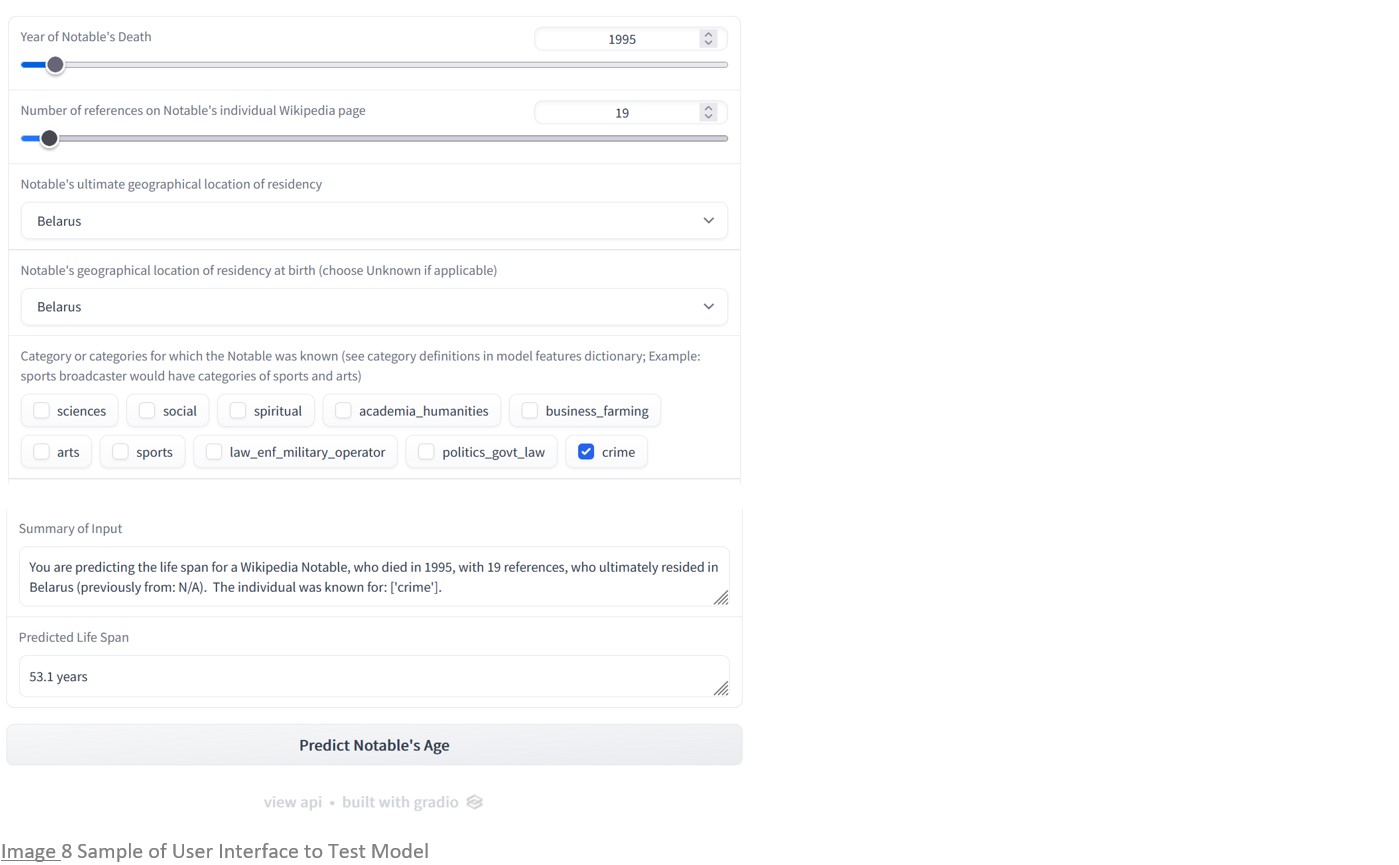 Year of Notable's Death
1995
Number of references on Notable's individual Wikipedia page
19
Notable's ultimate geographical location of residency
Belarus
Notable's geographical location of residency at birth (choose Unknown if applicable)
Belarus
Category or categories for which the Notable was known (see category definitions in model features dictionary; Example:
sports broadcaster would have categories of sports and arts)
sciences social spiritual academia_humanities business_farming
arts sports law_enf_military_operator politics_govt_law crime
Summary of Input
You are predicting the life span for a Wikipedia Notable, who died in 1995, with 19 references, who ultimately resided in
Belarus (previously from: N/A).  The individual was known for: ['crime'].
Predicted Life Span
53.1 years
Predict Notable's Age
view api • built with gradio
Image 8 Sample of User Interface to Test Model